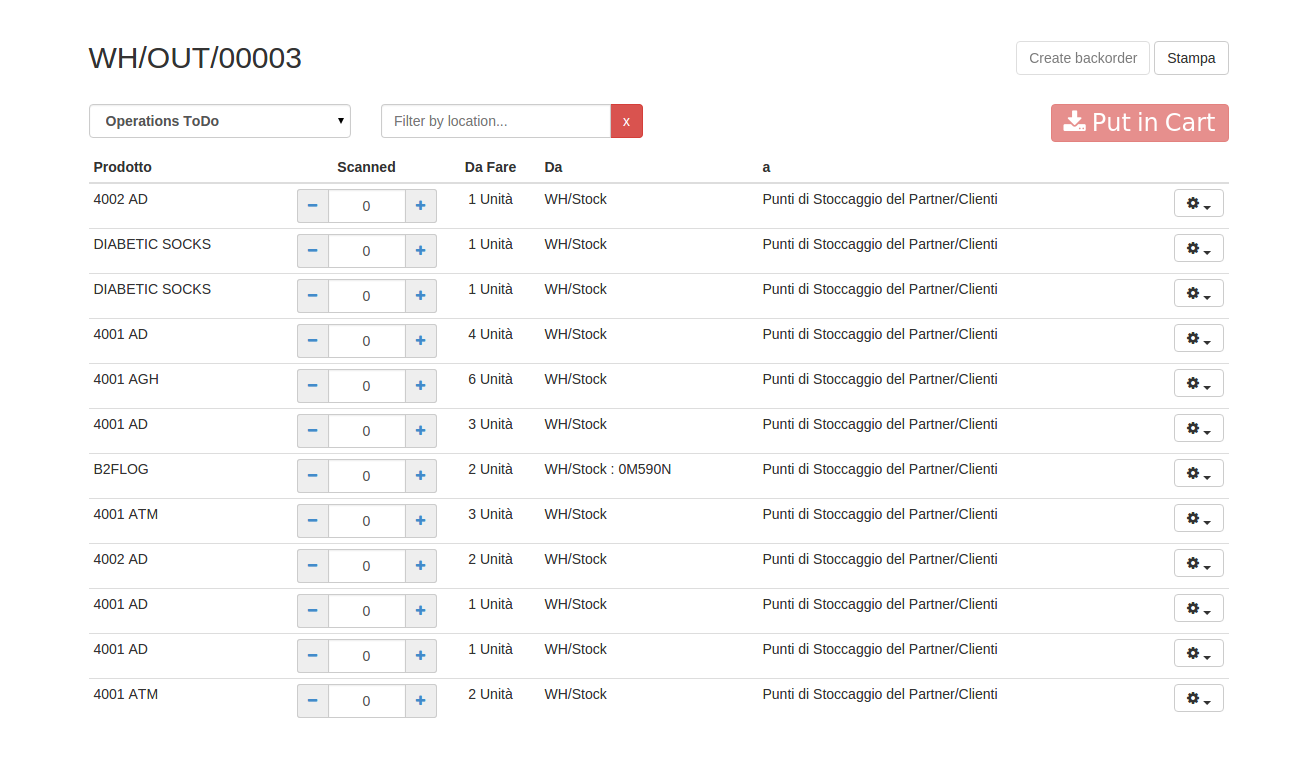 WH/OUT/00003 Create backorder Stampa
Operations ToDo Filter by location... x Put in Cart
Prodotto Scanned Da Fare Da a
4002 AD 0 1 Unità WH/Stock Punti di Stoccaggio del Partner/Clienti
DIABETIC SOCKS 0 1 Unità WH/Stock Punti di Stoccaggio del Partner/Clienti
DIABETIC SOCKS 0 1 Unità WH/Stock Punti di Stoccaggio del Partner/Clienti
4001 AD 0 4 Unità WH/Stock Punti di Stoccaggio del Partner/Clienti
4001 AGH 0 6 Unità WH/Stock Punti di Stoccaggio del Partner/Clienti
4001 AD 0 3 Unità WH/Stock Punti di Stoccaggio del Partner/Clienti
B2FLOG 0 2 Unità WH/Stock : 0M590N Punti di Stoccaggio del Partner/Clienti
4001 ATM 0 3 Unità WH/Stock Punti di Stoccaggio del Partner/Clienti
4002 AD 0 2 Unità WH/Stock Punti di Stoccaggio del Partner/Clienti
4001 AD 0 1 Unità WH/Stock Punti di Stoccaggio del Partner/Clienti
4001 AD 0 1 Unità WH/Stock Punti di Stoccaggio del Partner/Clienti
4001 ATM 0 2 Unità WH/Stock Punti di Stoccaggio del Partner/Clienti